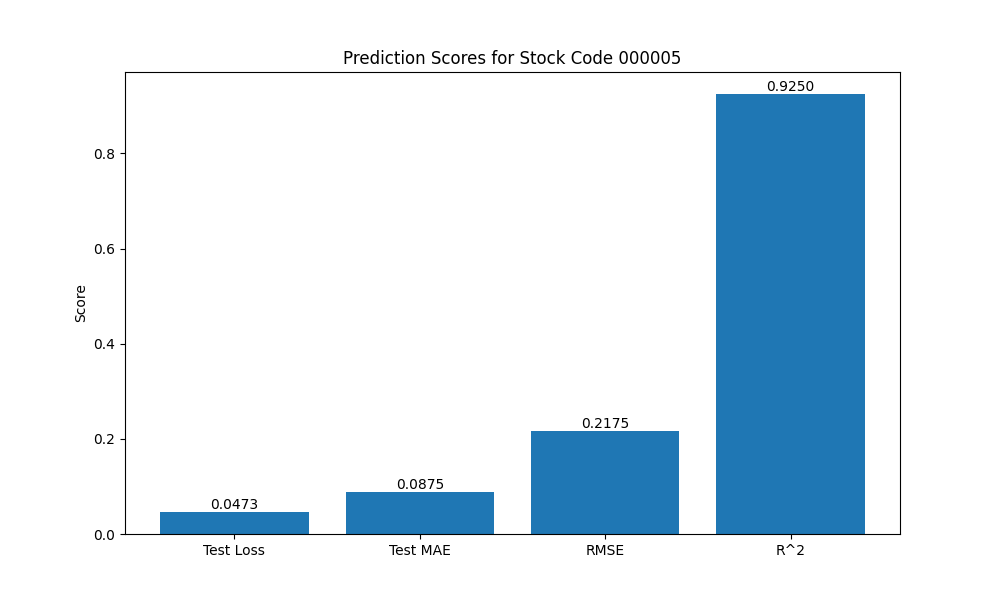 Prediction Scores for Stock Code 000005
0.9250
0.8
0.6
Score
0.4
0.2175
0.2
0.0875
0.0473
0.0
Test Loss
Test MAE
RMSE
R^2